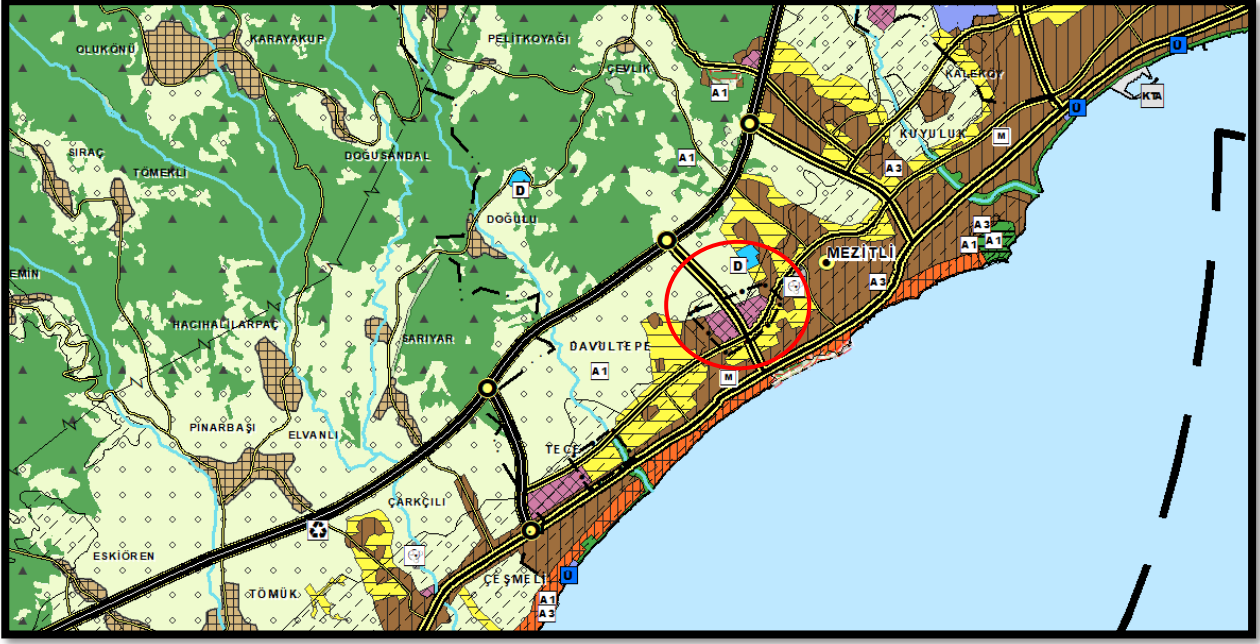 OLUKÖNÜ
KARAYAKUP
PELİTKOYAĞI
Ü
ÇEVLİK
KALEKÖY
A1
KTA
Ü
KUYULUK
M
SIRAÇ
DOĞUSANDAL
A1
TÖMEKLİ
A3
D
DOĞULU
A3
A1
A1
MEZİTLİ
D
EMİN
A3
HACIHALİLARPAÇ
SARIYAR
DAVULTEPE
A1
M
PINARBAŞI
ELVANLI
TECE
ÇARKÇILI
ESKİÖREN
ÇEŞMELİ
Ü
TÖMÜK
A1
A3